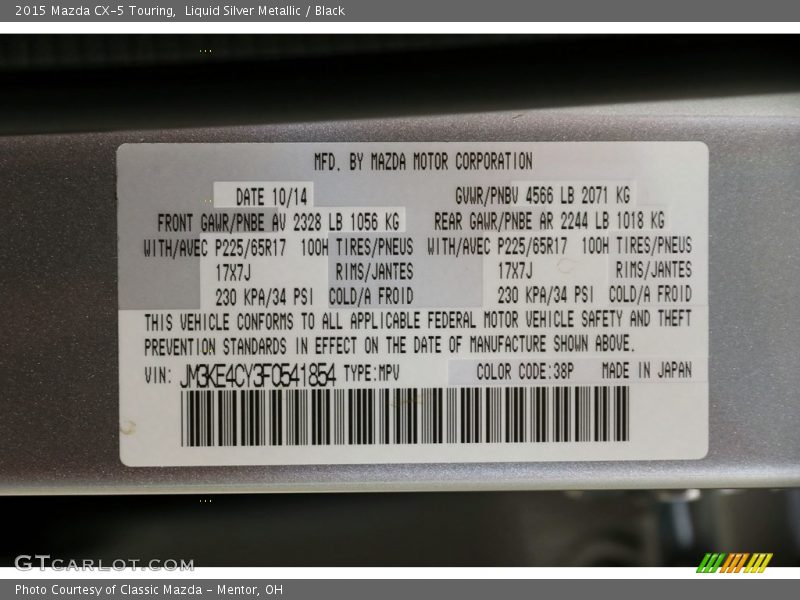 2015 Mazda CX-5 Touring, Liquid Silver Metallic / Black
MFD. BY MAZDA MOTOR CORPORATION
DATE 10/14 GVWR/PNBV 4566 LB 2071 KG
FRONT GAWR/PNBE AV 2328 LB 1056 KG REAR GAWR/PNBE AR 2244 LB 1018 KG
WITH/AVEC P225/65R17 100H TIRES/PNEUS WITH/AVEC P225/65R17 100H TIRES/PNEUS
17X7J RIMS/JANTES 17X7J RIMS/JANTES
230 KPA/34 PSI COLD/A FROID 230 KPA/34 PSI COLD/A FROID
THIS VEHICLE CONFORMS TO ALL APPLICABLE FEDERAL MOTOR VEHICLE SAFETY AND THEFT
PREVENTION STANDARDS IN EFFECT ON THE DATE OF MANUFACTURE SHOWN ABOVE.
VIN: JM3KE4CY3F0541854 TYPE:MPV COLOR CODE:38P MADE IN JAPAN
GTcarlot.com
Photo Courtesy of Classic Mazda - Mentor, OH